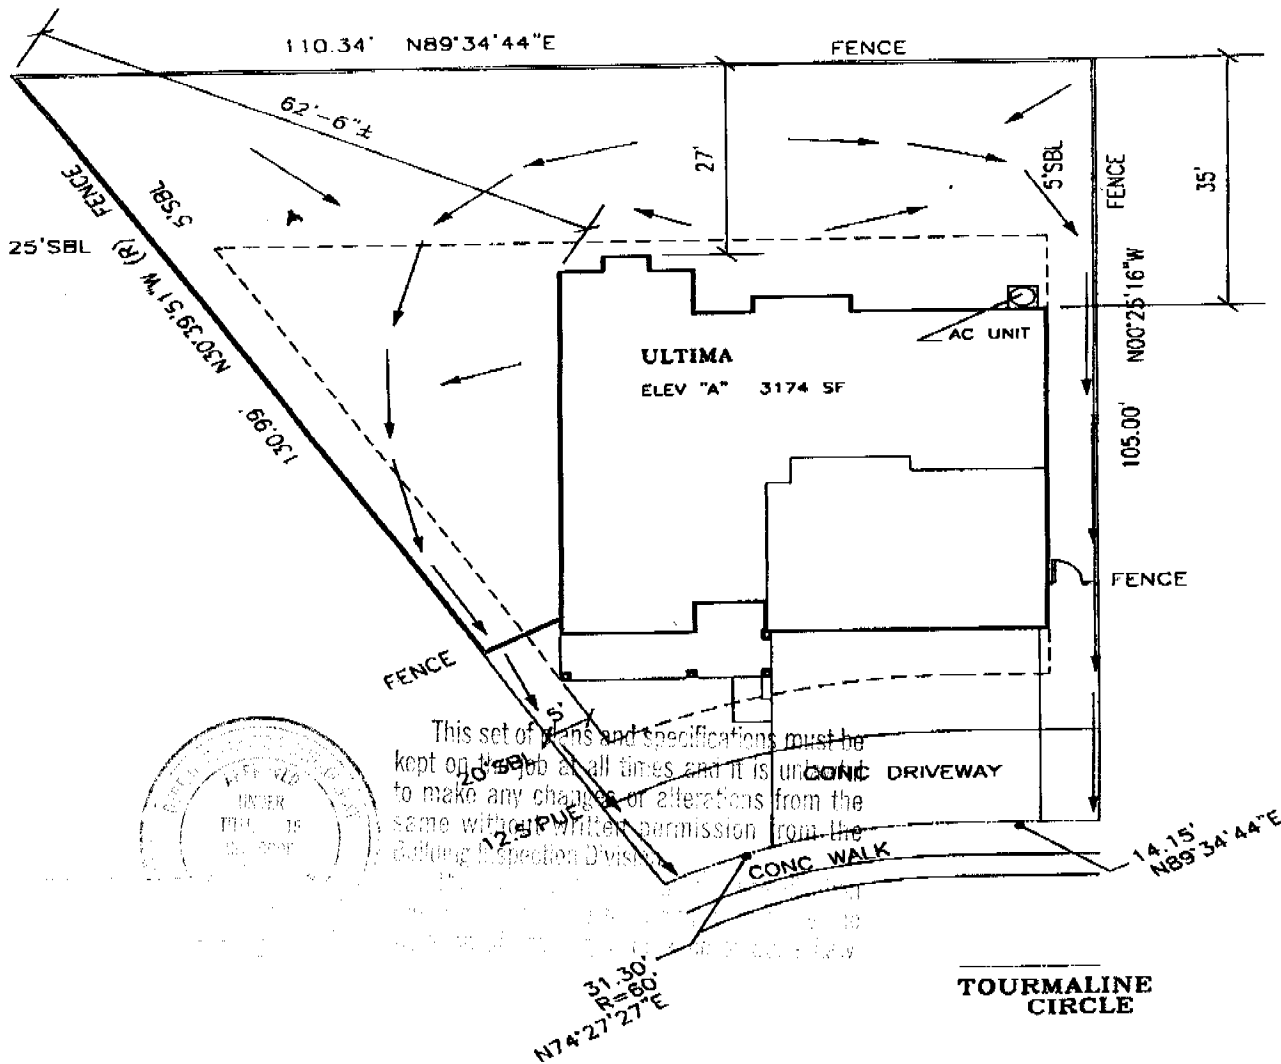 110.34' N89°34'44"E
FENCE
62'-6"±
27'
5'SBL
FENCE
35'
FENCE
5'SBL
25'SBL
N30°39'51"W (R)
130.99'
N00°25'16"W
105.00'
AC UNIT
ULTIMA
ELEV "A" 3174 SF
FENCE
FENCE
5'
20'SBL
12.5'PUE
This set of plans and specifications must be
kept on the job at all times and it is unlawful
to make any changes or alterations from the
same without written permission from the
Building Inspection Division
CONC DRIVEWAY
CONC WALK
14.15'
N89°34'44"E
31.30'
R=60'
N74°27'27"E
TOURMALINE
CIRCLE